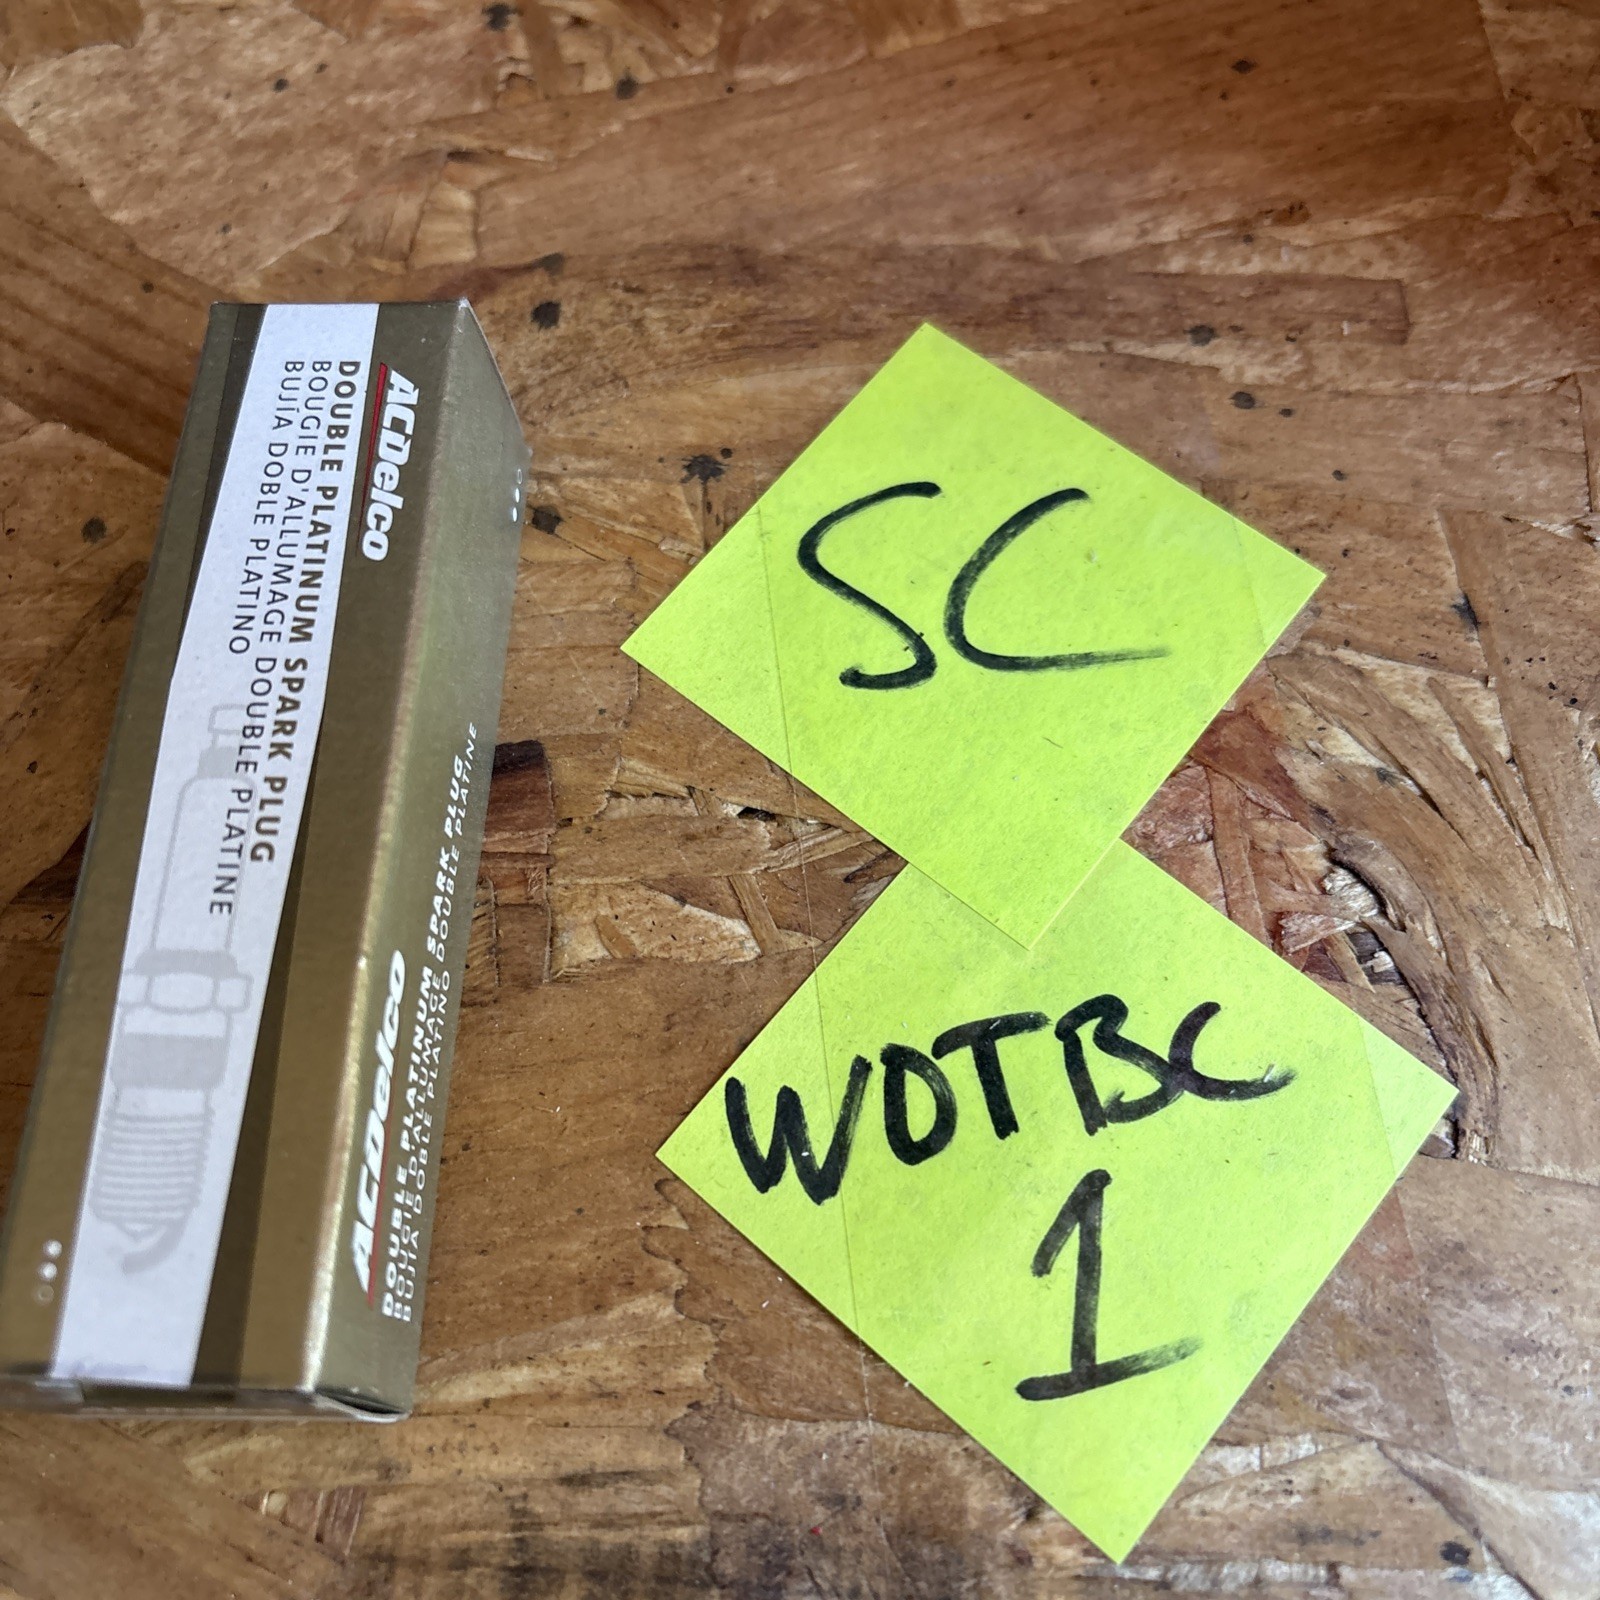 ACDelco
DOUBLE PLATINUM SPARK PLUG
BOUGIE D'ALLUMAGE DOUBLE PLATINE
BUJÍA DOBLE PLATINO
ACDelco
DOUBLE PLATINUM SPARK PLUG
BOUGIE D'ALLUMAGE DOUBLE PLATINE
BUJÍA DOBLE PLATINO
SC
WOTBC
1